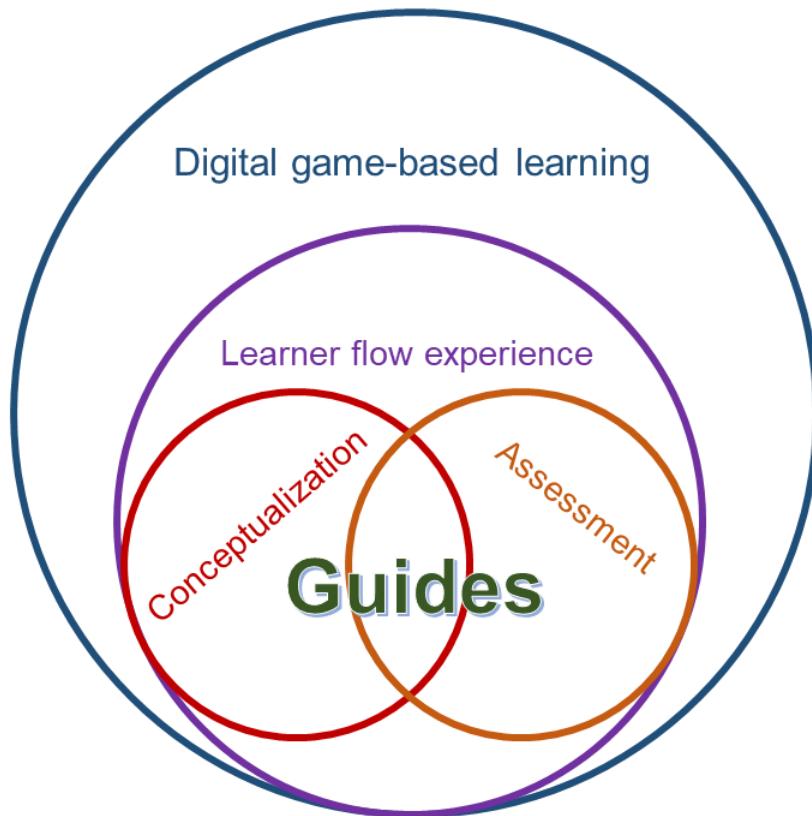 Digital game-based learning
Learner flow experience
Conceptualization
Assessment
Guides